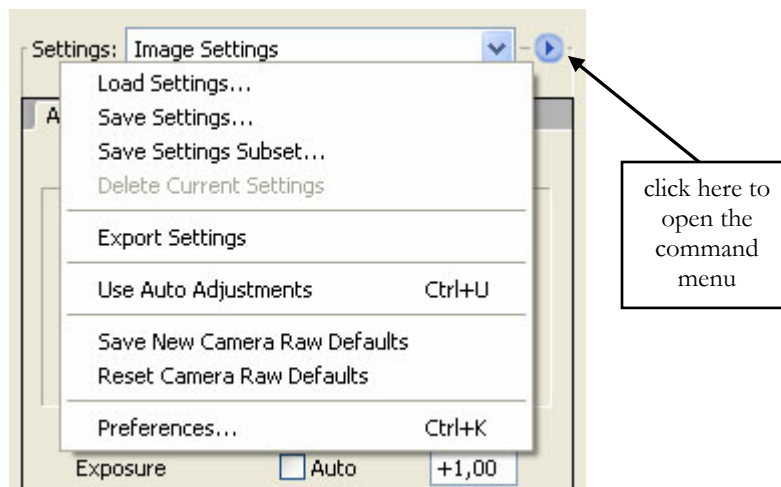 Settings: Image Settings
Load Settings...
A
Save Settings...
Save Settings Subset...
Delete Current Settings
Export Settings
Use Auto Adjustments Ctrl+U
Save New Camera Raw Defaults
Reset Camera Raw Defaults
Preferences... Ctrl+K
Exposure Auto +1,00
click here to
open the
command
menu